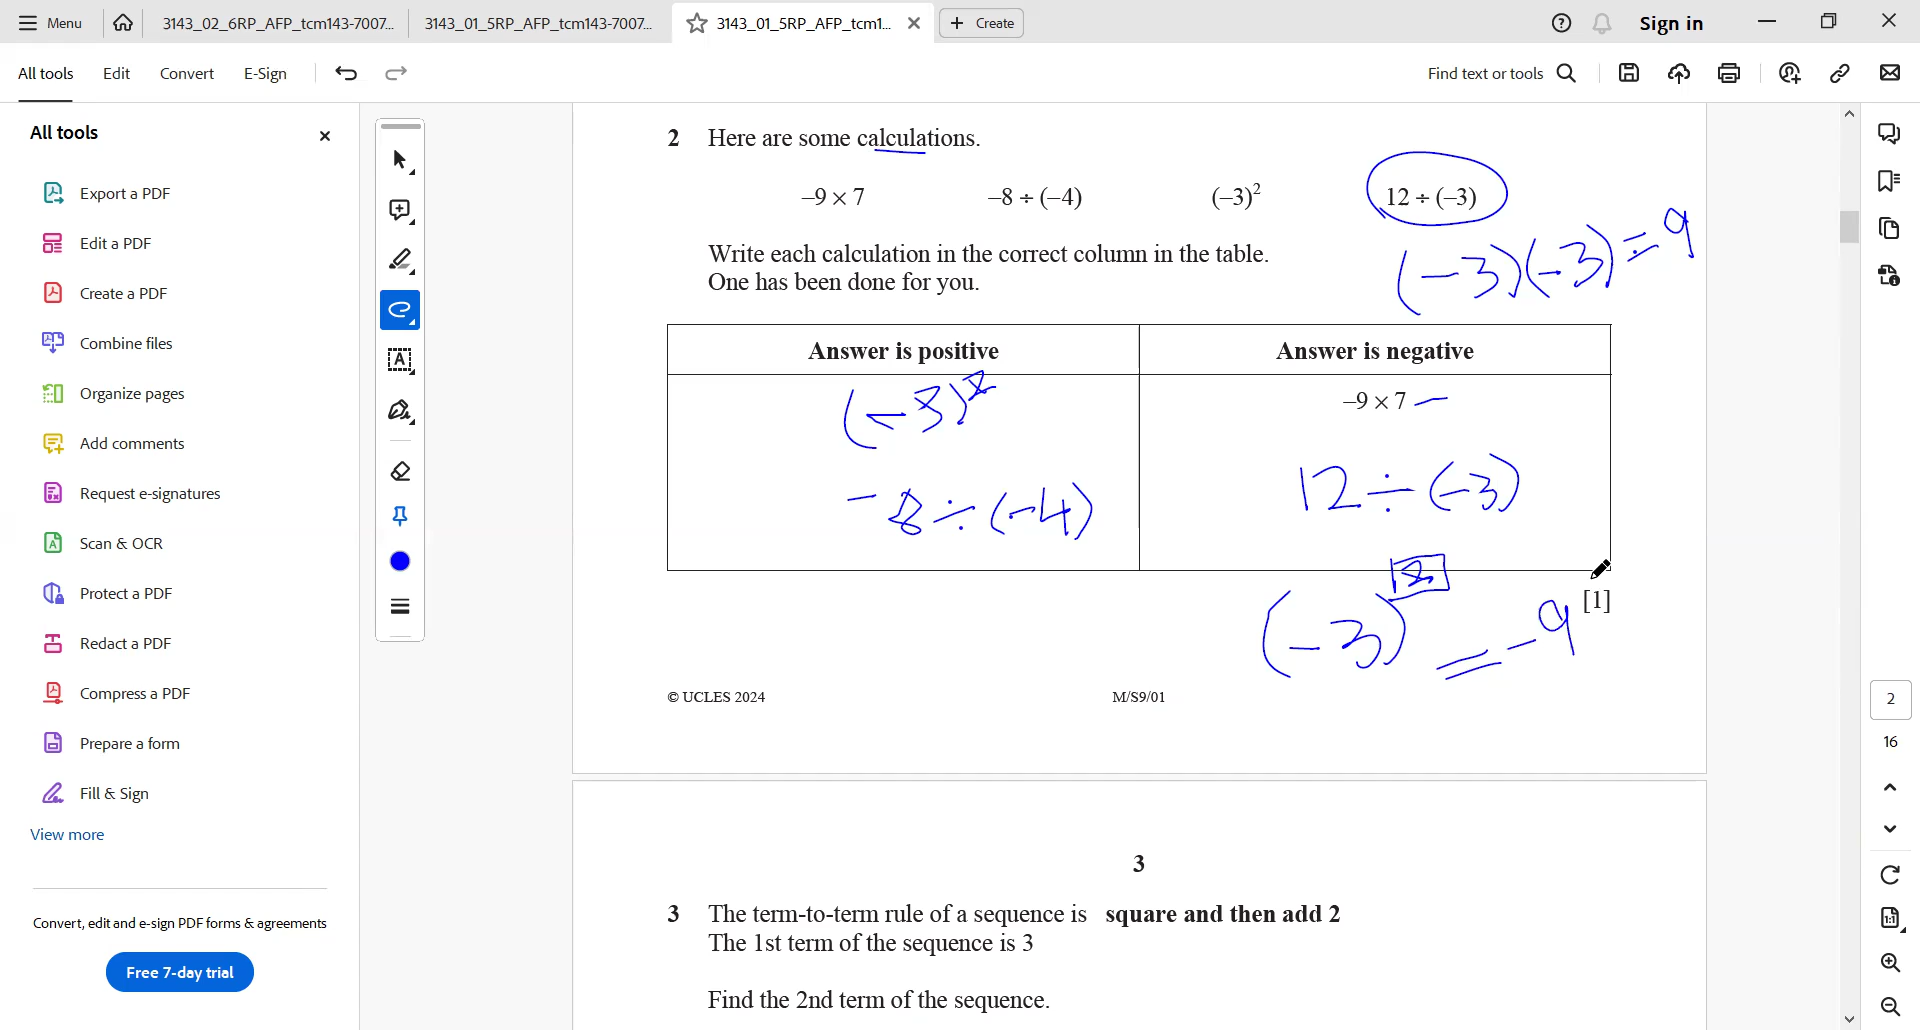 Menu
3143_02_6RP_AFP_tcm143-7007...
3143_01_5RP_AFP_tcm143-7007...
3143_01_5RP_AFP_tcm1...
+ Create
Sign in
All tools
Edit
Convert
E-Sign
Find text or tools
All tools
Export a PDF
Edit a PDF
Create a PDF
Combine files
Organize pages
Add comments
Request e-signatures
Scan & OCR
Protect a PDF
Redact a PDF
Compress a PDF
Prepare a form
Fill & Sign
View more
Convert, edit and e-sign PDF forms & agreements
Free 7-day trial
2 Here are some calculations.
–9 × 7 –8 ÷ (–4) (–3)² 12 ÷ (–3)
(-3)(-3) = 9
Write each calculation in the correct column in the table.
One has been done for you.
Answer is positive Answer is negative
(-3)² –9 × 7 –
-8 ÷ (-4) 12 ÷ (-3)
[1]
(-3)² = -9
© UCLES 2024 M/S9/01
3
3 The term-to-term rule of a sequence is square and then add 2
The 1st term of the sequence is 3
Find the 2nd term of the sequence.
2
16